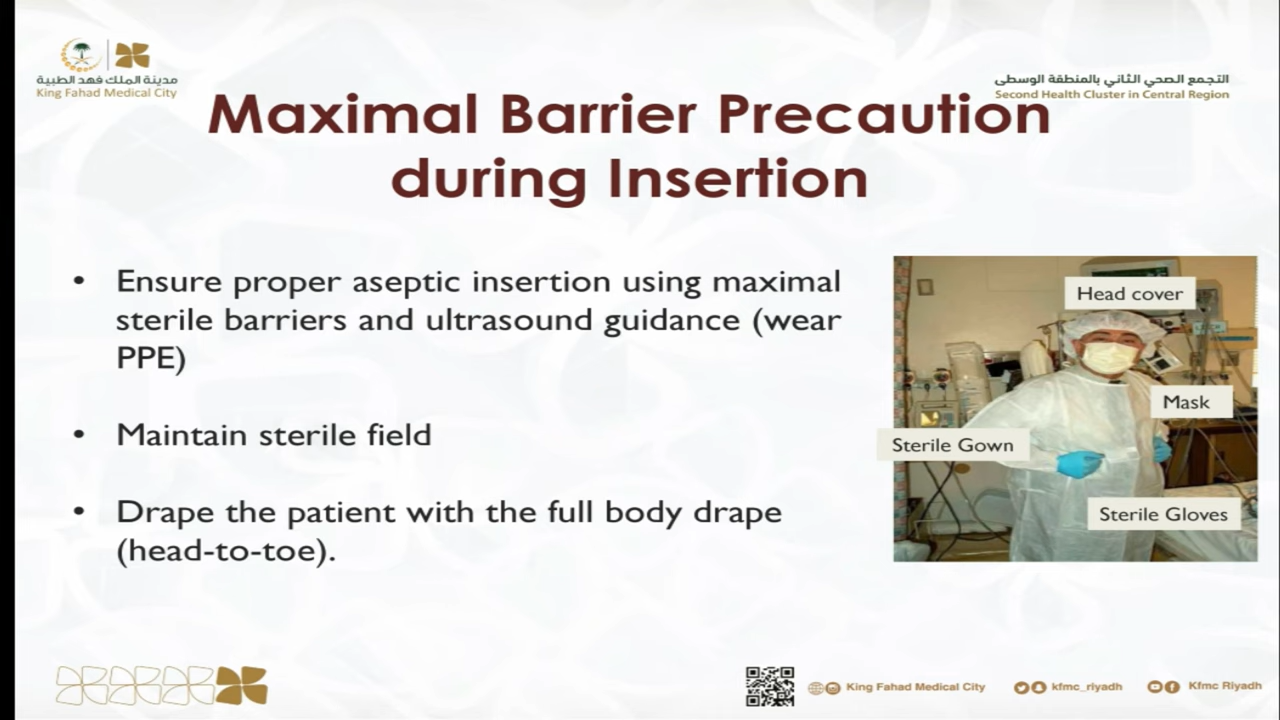 مدينة الملك فهد الطبية
King Fahad Medical City
التجمع الصحي الثاني بالمنطقة الوسطى
Second Health Cluster in Central Region
Maximal Barrier Precaution
during Insertion
• Ensure proper aseptic insertion using maximal
sterile barriers and ultrasound guidance (wear
PPE)
• Maintain sterile field
• Drape the patient with the full body drape
(head-to-toe).
Head cover
Mask
Sterile Gown
Sterile Gloves
King Fahad Medical City
kfmc_riyadh
Kfmc Riyadh